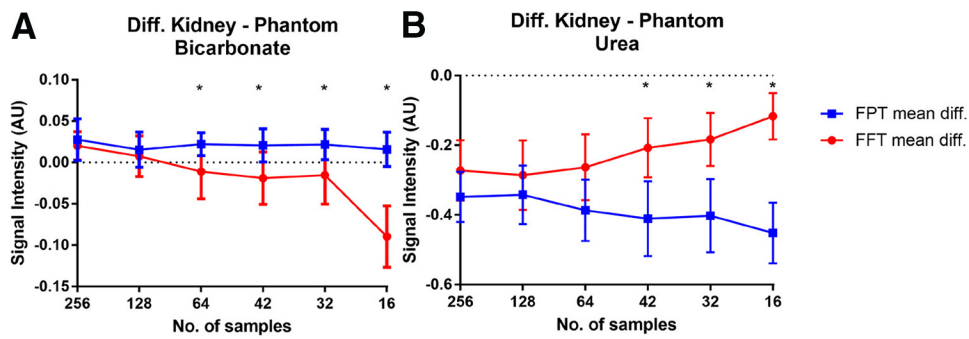 A
Diff. Kidney - Phantom
Bicarbonate
Signal Intensity (AU)
0.10
0.05
0.00
-0.05
-0.10
-0.15
* * * *
256 128 64 42 32 16
No. of samples
B
Diff. Kidney - Phantom
Urea
Signal Intensity (AU)
0.0
-0.2
-0.4
-0.6
* * *
256 128 64 42 32 16
No. of samples
FPT mean diff.
FFT mean diff.